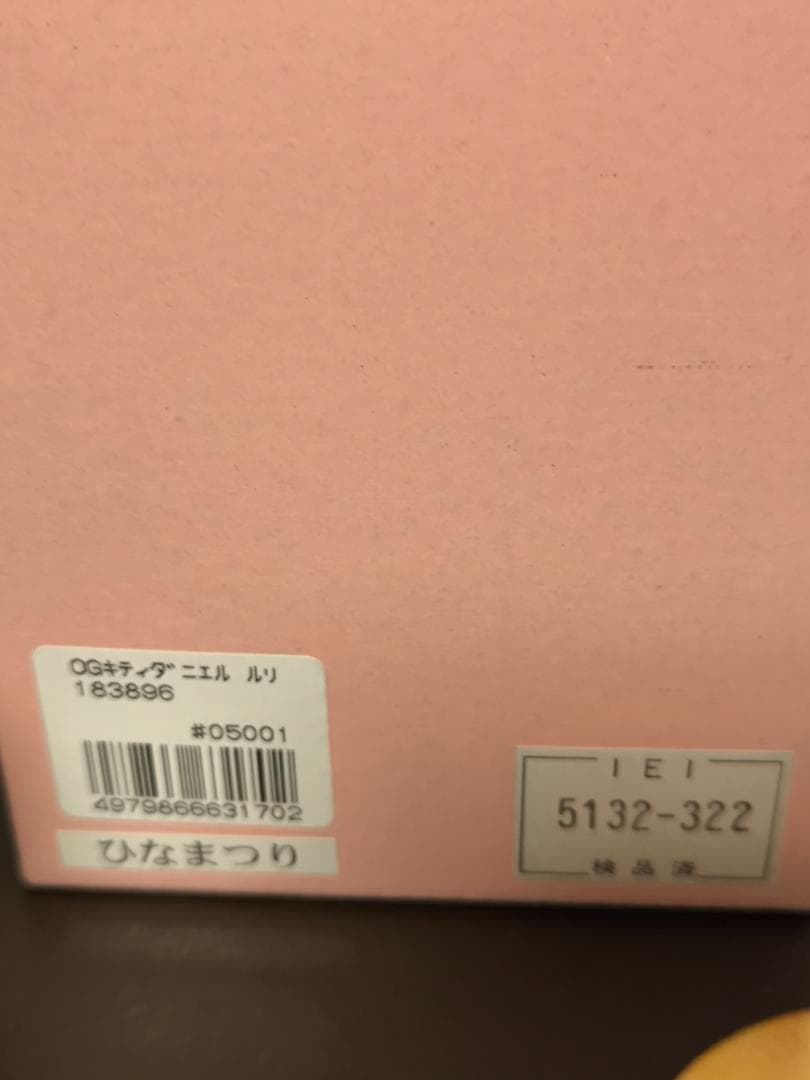 OGｷﾃｨﾀﾞﾆｴﾙ ﾙﾘ
183896
#05001
4979866631702
ひなまつり
IEI
5132-322
検品済